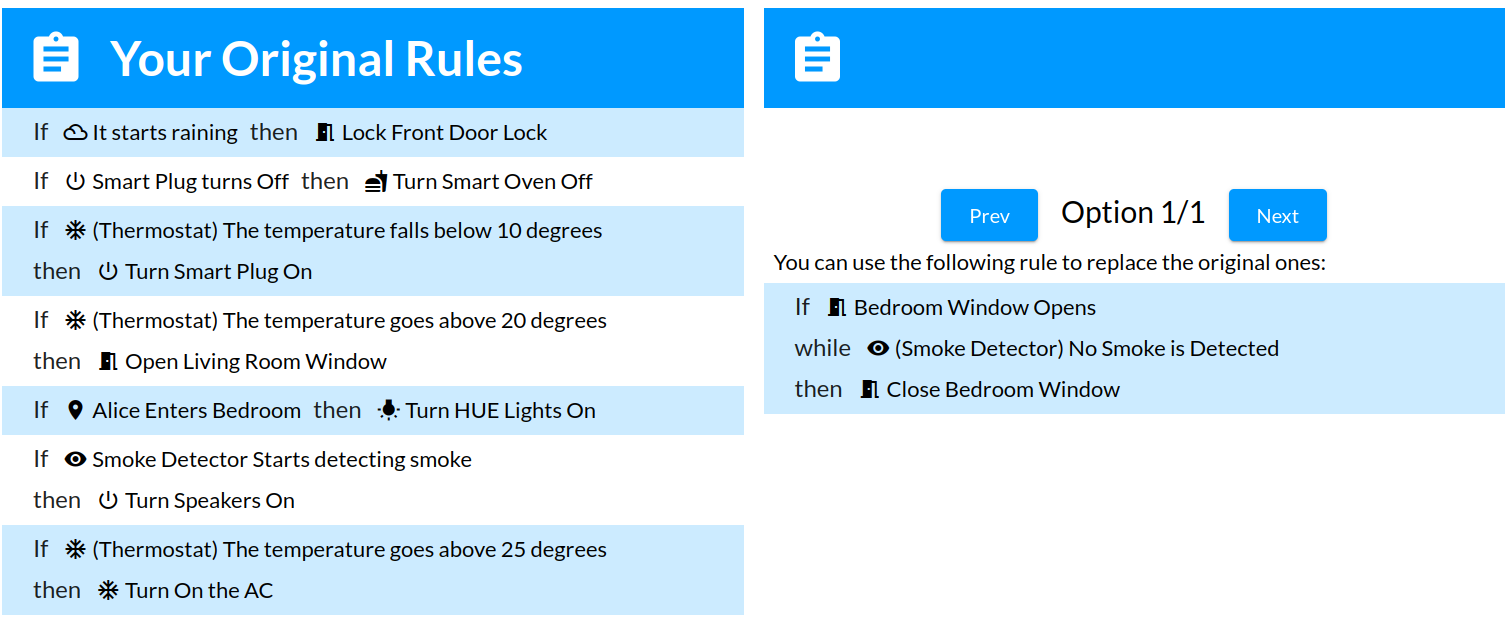 Your Original Rules
If It starts raining then Lock Front Door Lock
If Smart Plug turns Off then Turn Smart Oven Off
If (Thermostat) The temperature falls below 10 degrees
then Turn Smart Plug On
If (Thermostat) The temperature goes above 20 degrees
then Open Living Room Window
If Alice Enters Bedroom then Turn HUE Lights On
If Smoke Detector Starts detecting smoke
then Turn Speakers On
If (Thermostat) The temperature goes above 25 degrees
then Turn On the AC
Prev Option 1/1 Next
You can use the following rule to replace the original ones:
If Bedroom Window Opens
while (Smoke Detector) No Smoke is Detected
then Close Bedroom Window